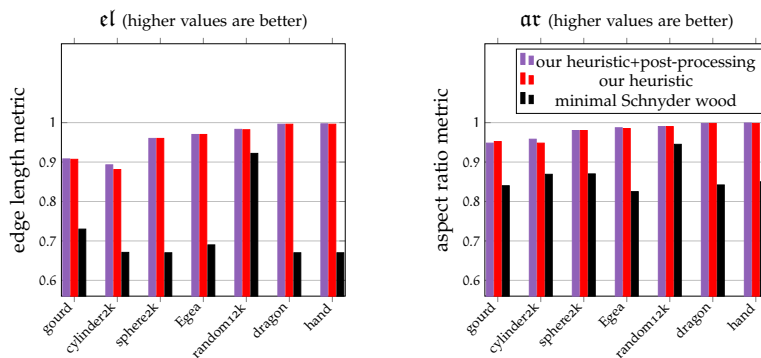 𝔢𝔩 (higher values are better)
edge length metric
1
0.9
0.8
0.7
0.6
gourd
cylinder2k
sphere2k
Egea
random12k
dragon
hand
𝔞𝔯 (higher values are better)
our heuristic+post-processing
our heuristic
minimal Schnyder wood
aspect ratio metric
1
0.9
0.8
0.7
0.6
gourd
cylinder2k
sphere2k
Egea
random12k
dragon
hand